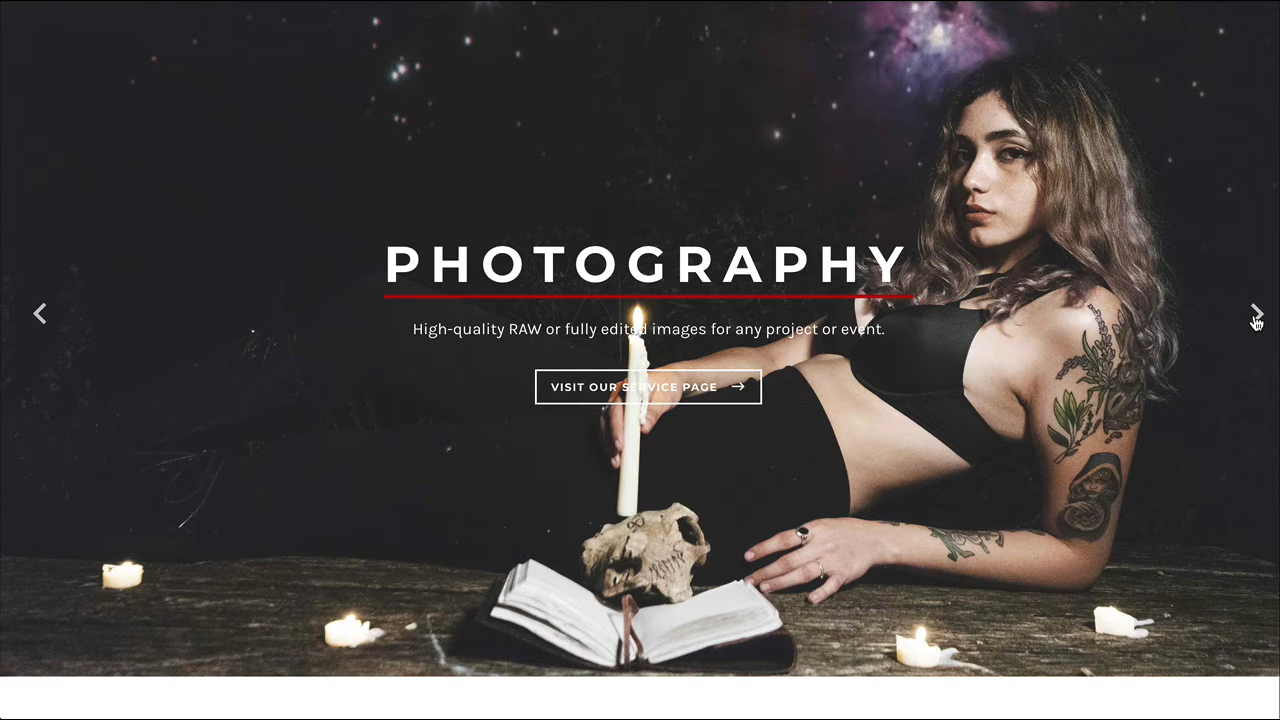 PHOTOGRAPHY
High-quality RAW or fully edited images for any project or event.
VISIT OUR SERVICE PAGE →